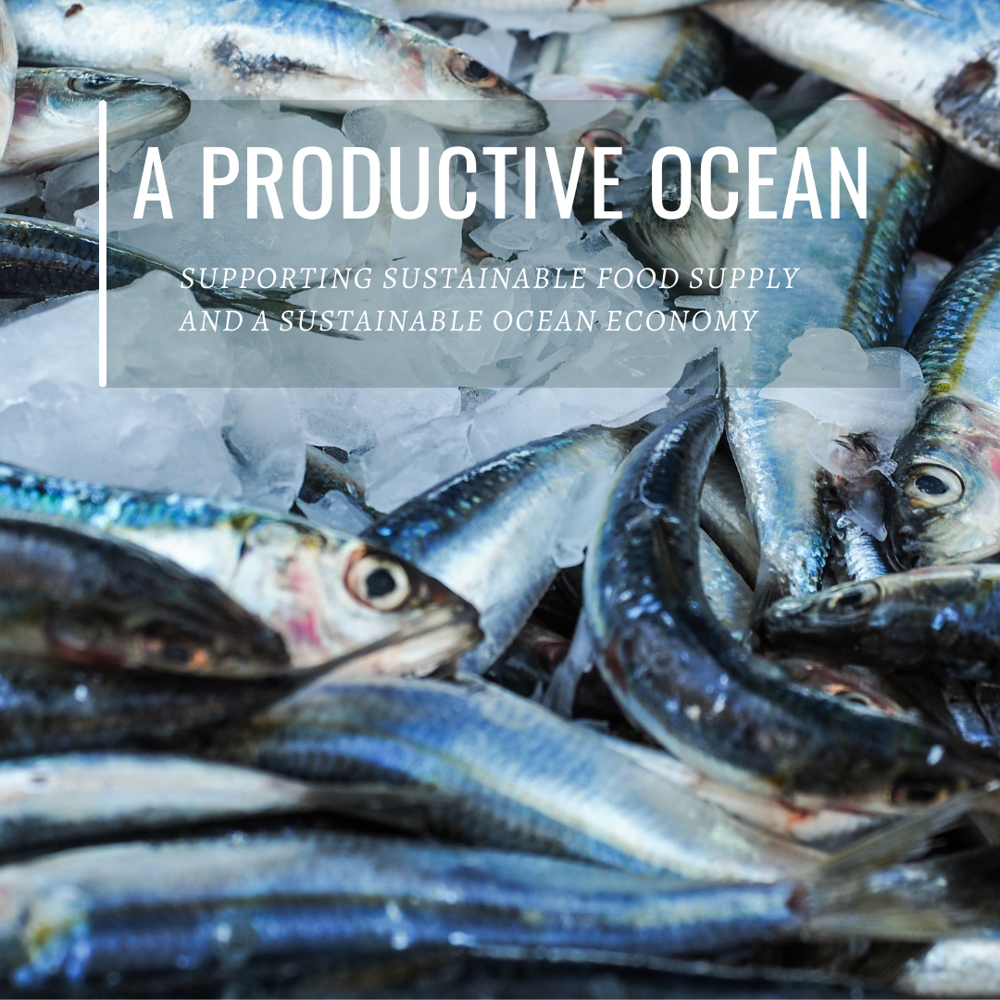 A PRODUCTIVE OCEAN
SUPPORTING SUSTAINABLE FOOD SUPPLY
AND A SUSTAINABLE OCEAN ECONOMY